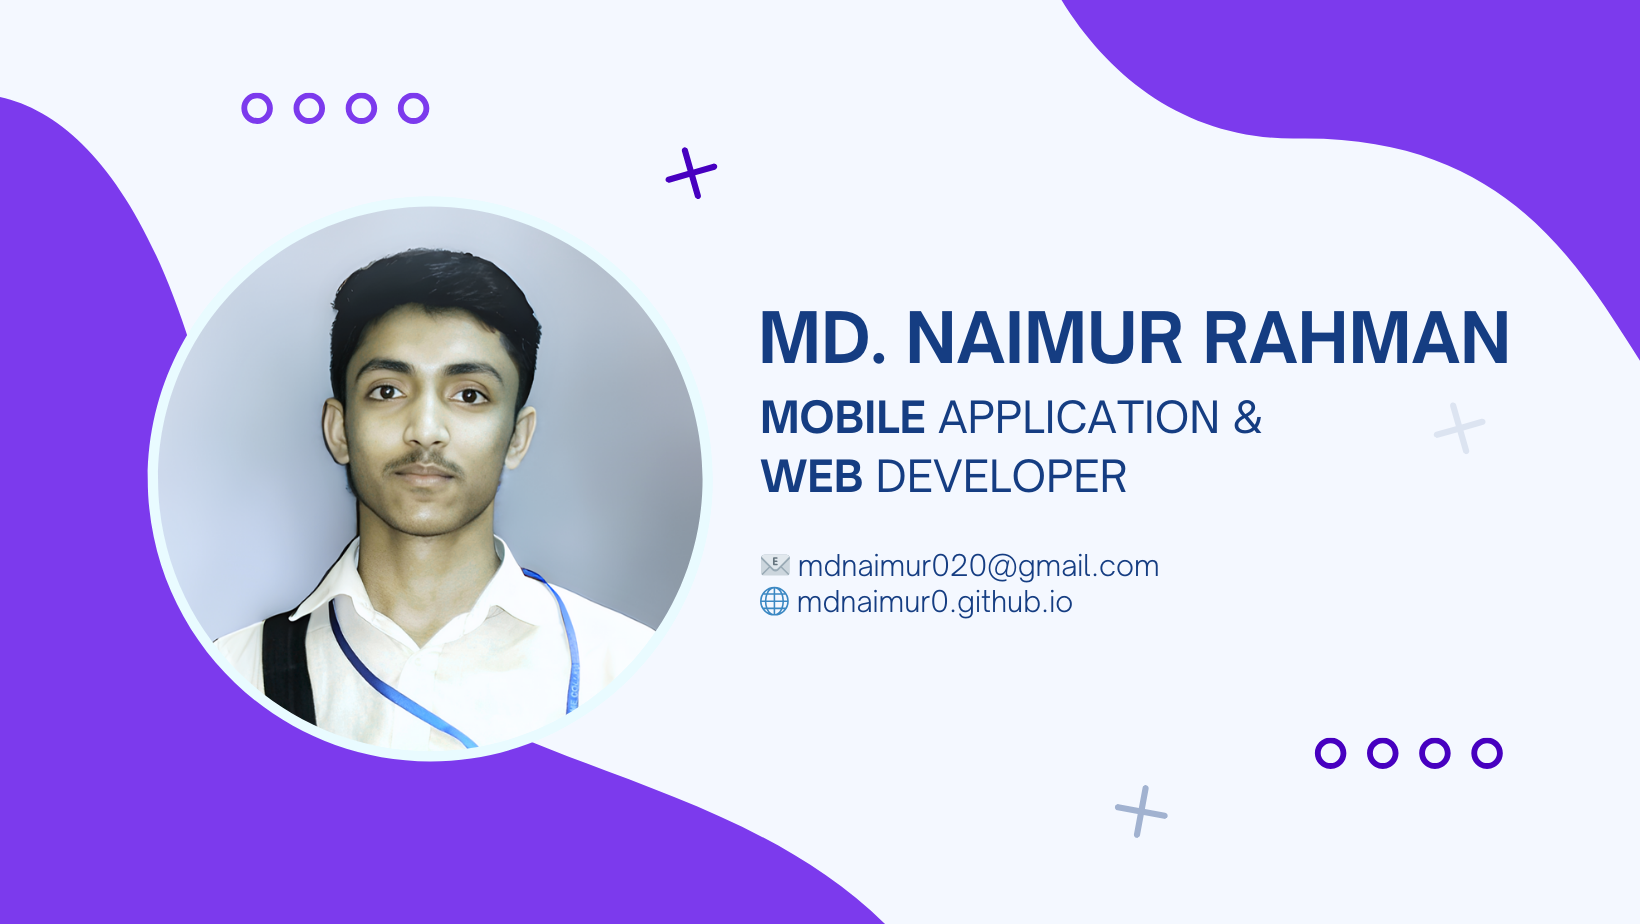 MD. NAIMUR RAHMAN
MOBILE APPLICATION &
WEB DEVELOPER
mdnaimur020@gmail.com
mdnaimur0.github.io